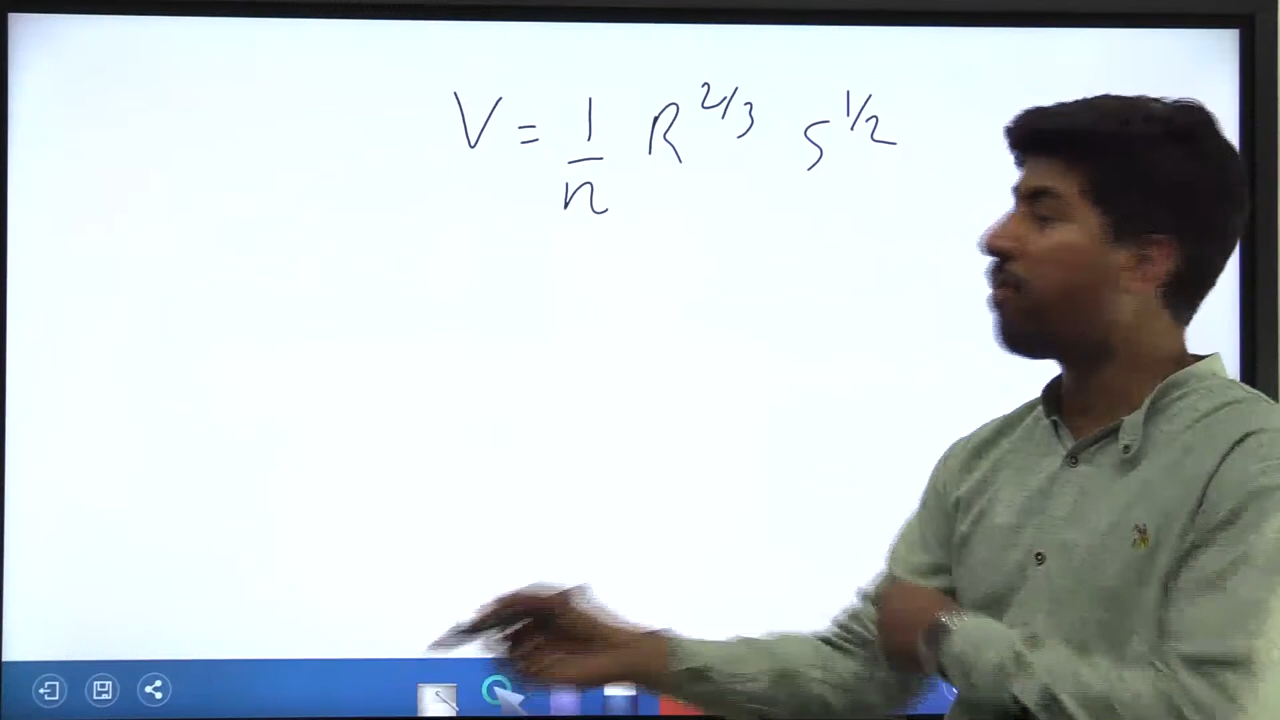 V = 1/n R^2/3 S^1/2